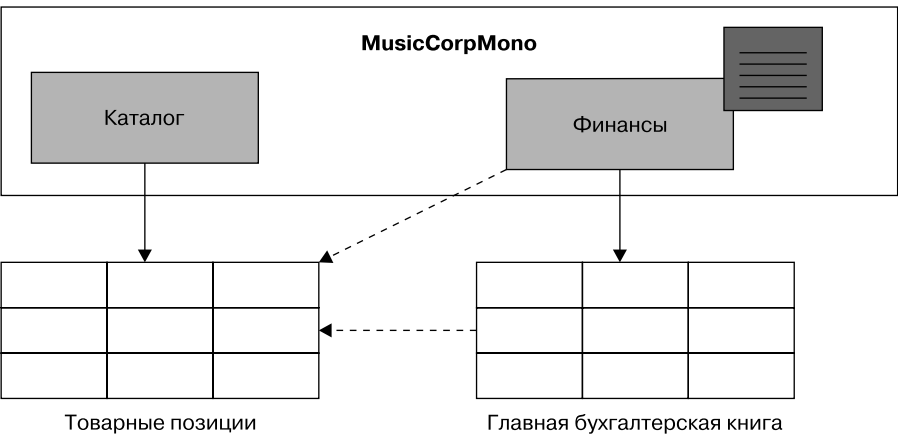 MusicCorpMono
Каталог
Финансы
Товарные позиции
Главная бухгалтерская книга